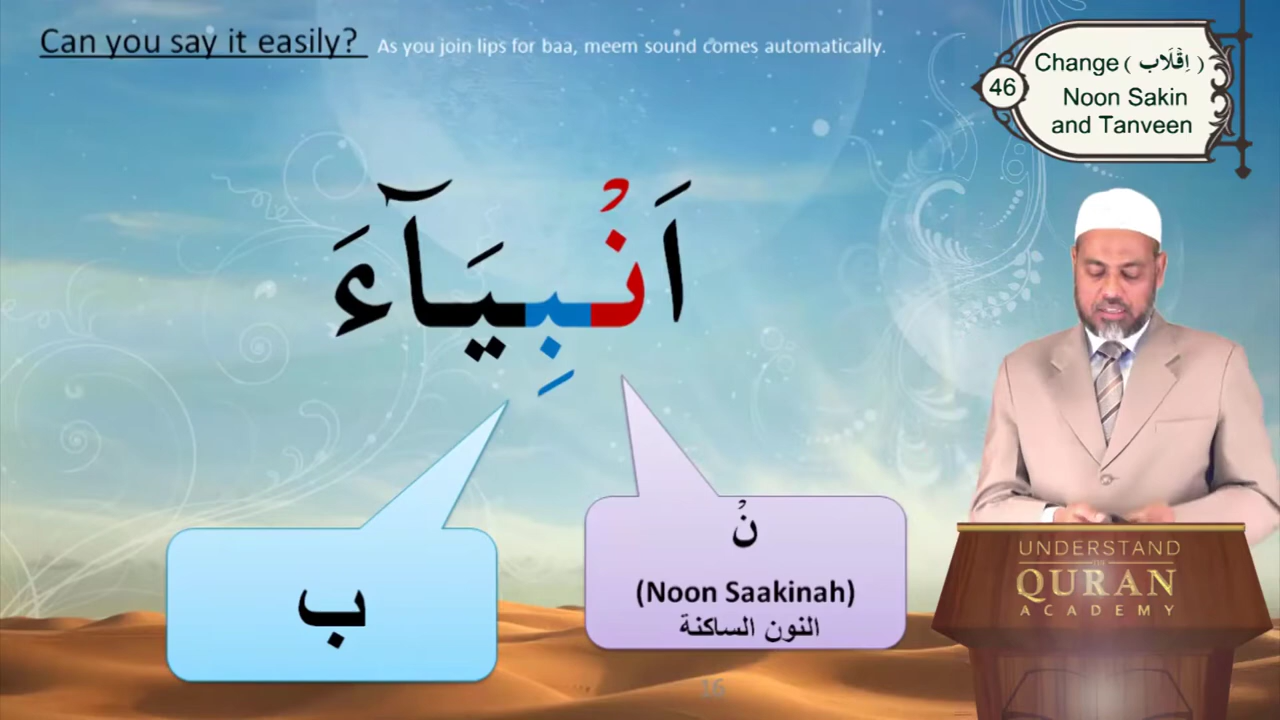 Can you say it easily? As you join lips for baa, meem sound comes automatically.
46
Change ( اِقْلَاب )
Noon Sakin
and Tanveen
اَنْۢبِيَآءَ
نْ
(Noon Saakinah)
النون الساكنة
ب
UNDERSTAND
QURAN
ACADEMY
16